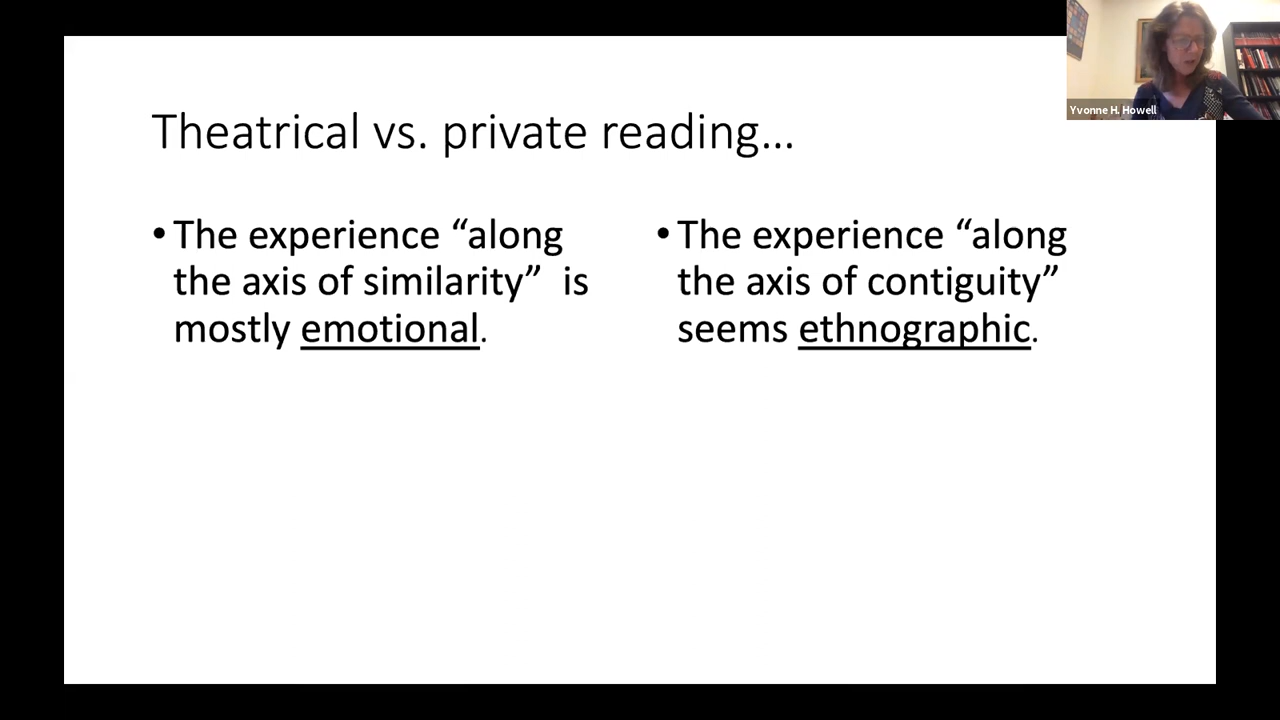 Yvonne H. Howell
Theatrical vs. private reading...
• The experience “along
the axis of similarity”  is
mostly emotional.
• The experience “along
the axis of contiguity”
seems ethnographic.